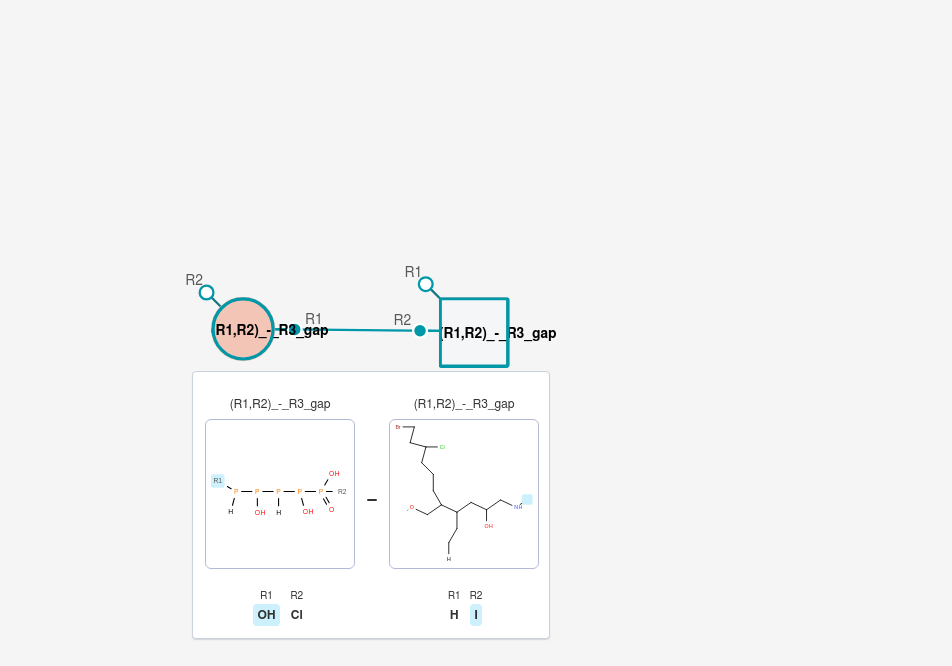 R2
R1
(R1,R2)_-_R3_gap
R1
R2
(R1,R2)_-_R3_gap
(R1,R2)_-_R3_gap
(R1,R2)_-_R3_gap
R1
P
P
P
P
P
R2
OH
H
OH
H
OH
O
Br
Cl
O
NH
OH
H
R1 R2
OH Cl
R1 R2
H I